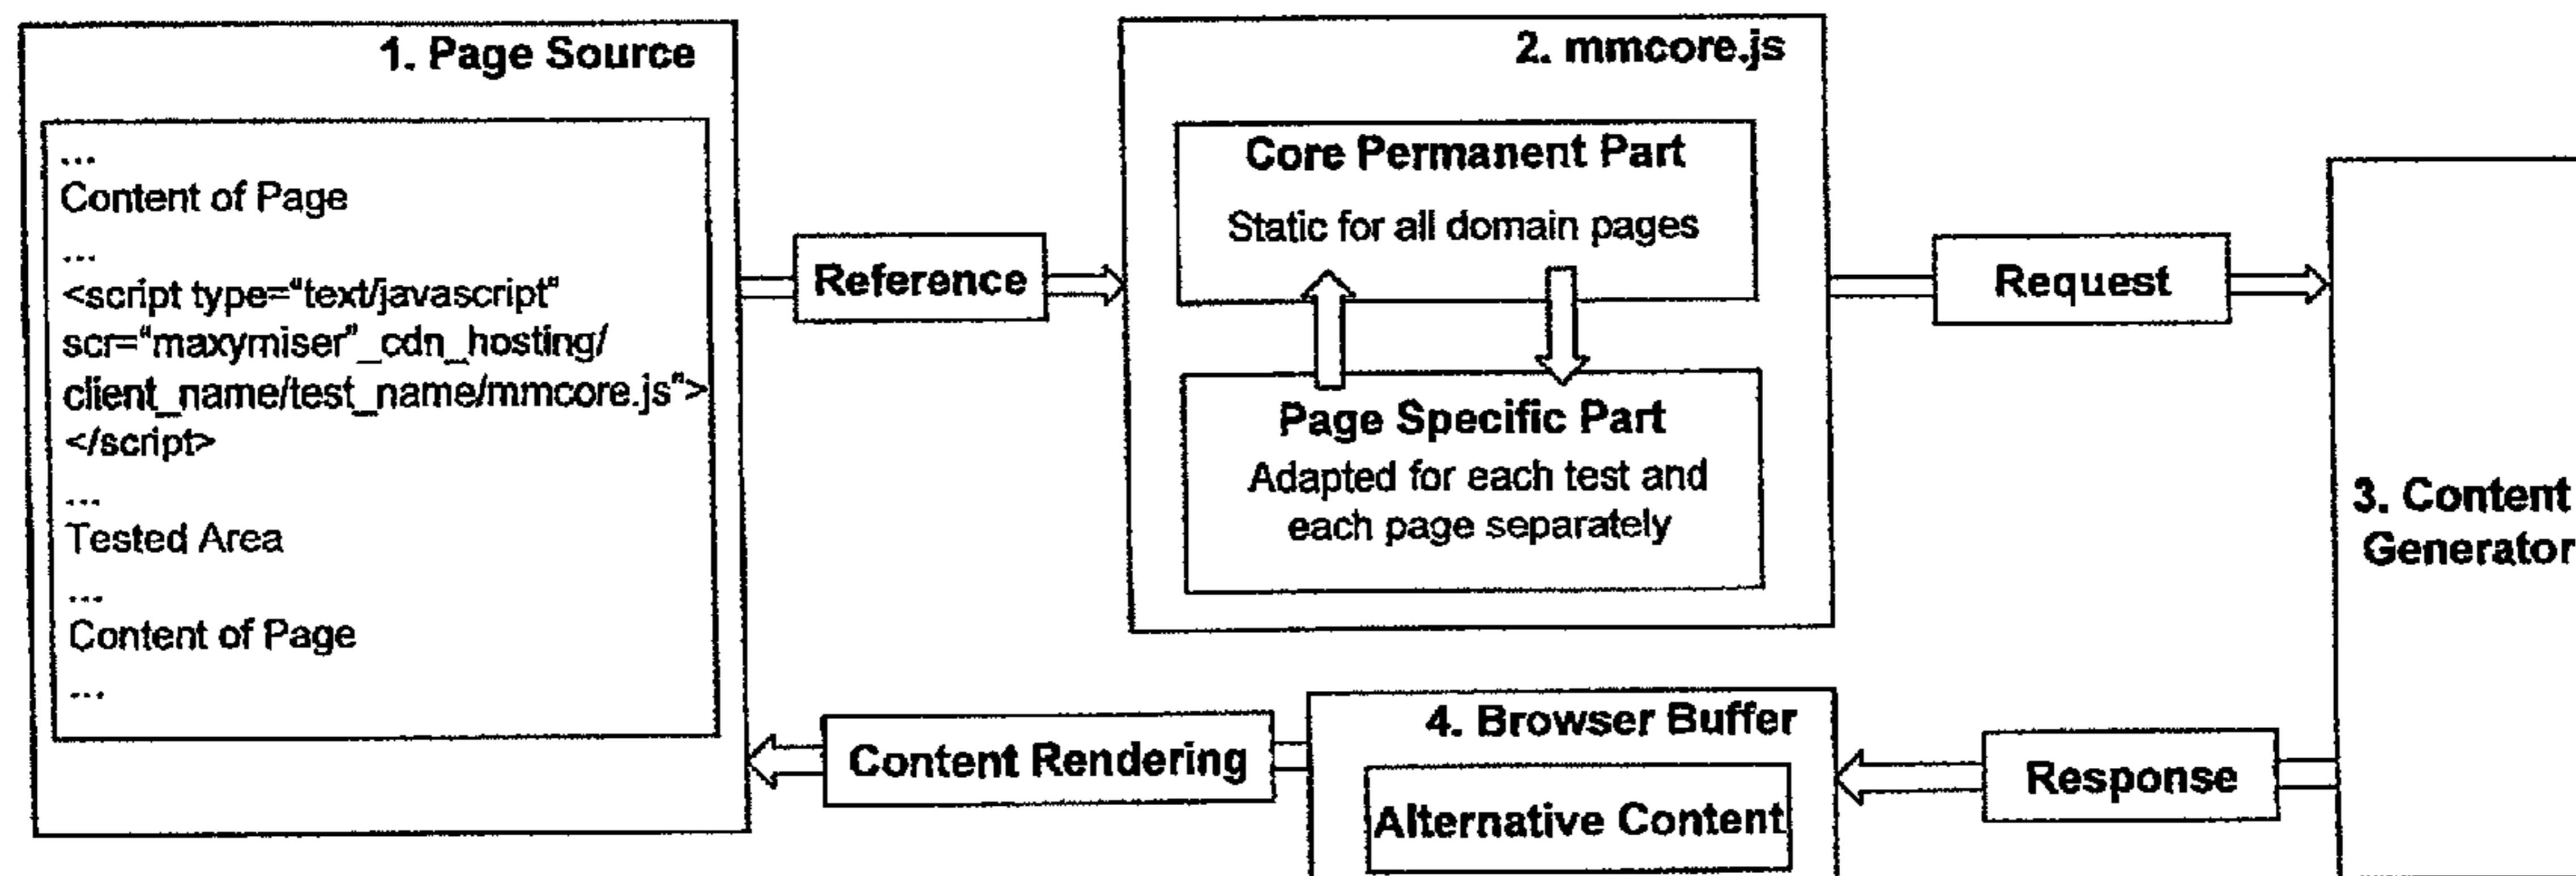 1. Page Source
...
Content of Page
...
<script type="text/javascript"
scr="maxymiser"_cdn_hosting/
client_name/test_name/mmcore.js">
</script>
...
Tested Area
...
Content of Page
...
Reference
2. mmcore.js
Core Permanent Part
Static for all domain pages
Page Specific Part
Adapted for each test and
each page separately
Request
3. Content
Generator
Response
4. Browser Buffer
Alternative Content
Content Rendering